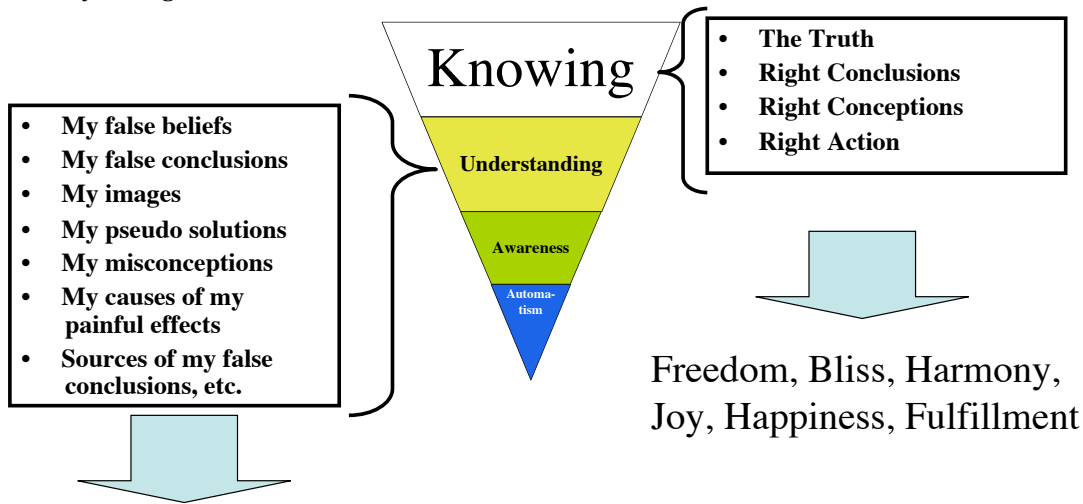 Knowing
Understanding
Awareness
Automa-
tism
• The Truth
• Right Conclusions
• Right Conceptions
• Right Action
• My false beliefs
• My false conclusions
• My images
• My pseudo solutions
• My misconceptions
• My causes of my
painful effects
• Sources of my false
conclusions, etc.
Freedom, Bliss, Harmony,
Joy, Happiness, Fulfillment